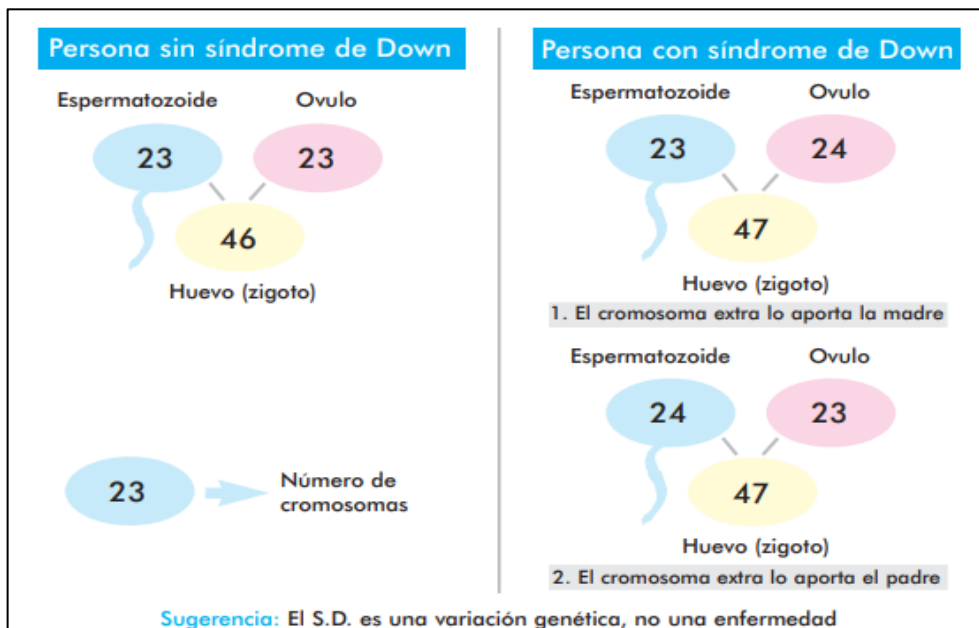 Persona sin síndrome de Down
Espermatozoide Ovulo
23 23
46
Huevo (zigoto)
23
Número de
cromosomas
Persona con síndrome de Down
Espermatozoide Ovulo
23 24
47
Huevo (zigoto)
1. El cromosoma extra lo aporta la madre
Espermatozoide Ovulo
24 23
47
Huevo (zigoto)
2. El cromosoma extra lo aporta el padre
Sugerencia: El S.D. es una variación genética, no una enfermedad